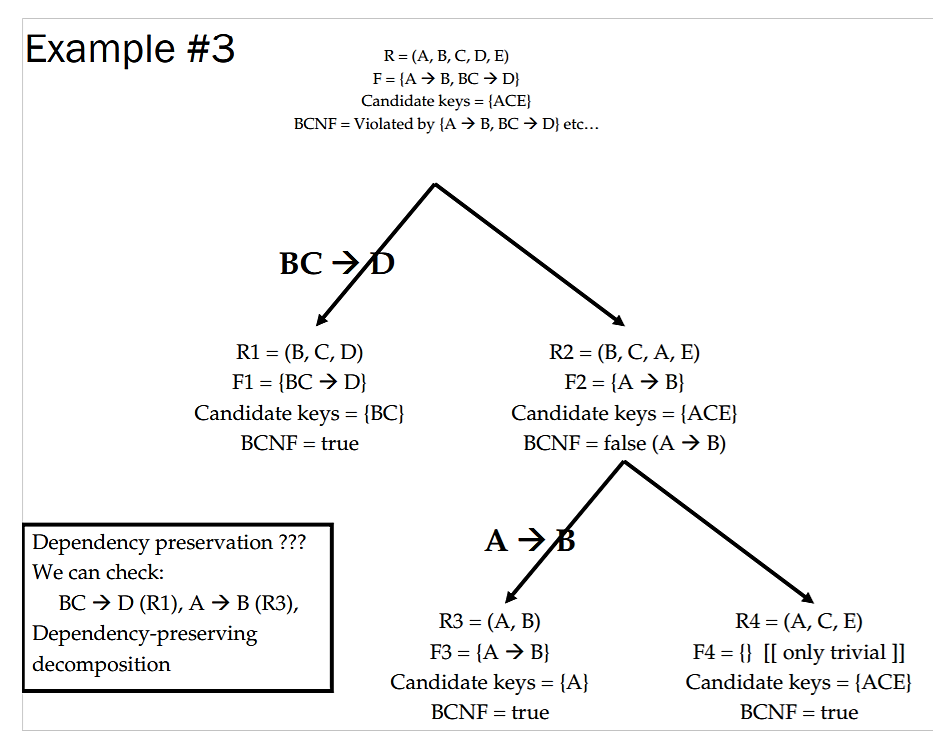 Example #3
R = (A, B, C, D, E)
F = {A → B, BC → D}
Candidate keys = {ACE}
BCNF = Violated by {A → B, BC → D} etc…
BC → D
R1 = (B, C, D)
F1 = {BC → D}
Candidate keys = {BC}
BCNF = true
R2 = (B, C, A, E)
F2 = {A → B}
Candidate keys = {ACE}
BCNF = false (A → B)
A → B
Dependency preservation ???
We can check:
BC → D (R1), A → B (R3),
Dependency-preserving
decomposition
R3 = (A, B)
F3 = {A → B}
Candidate keys = {A}
BCNF = true
R4 = (A, C, E)
F4 = {} [[ only trivial ]]
Candidate keys = {ACE}
BCNF = true